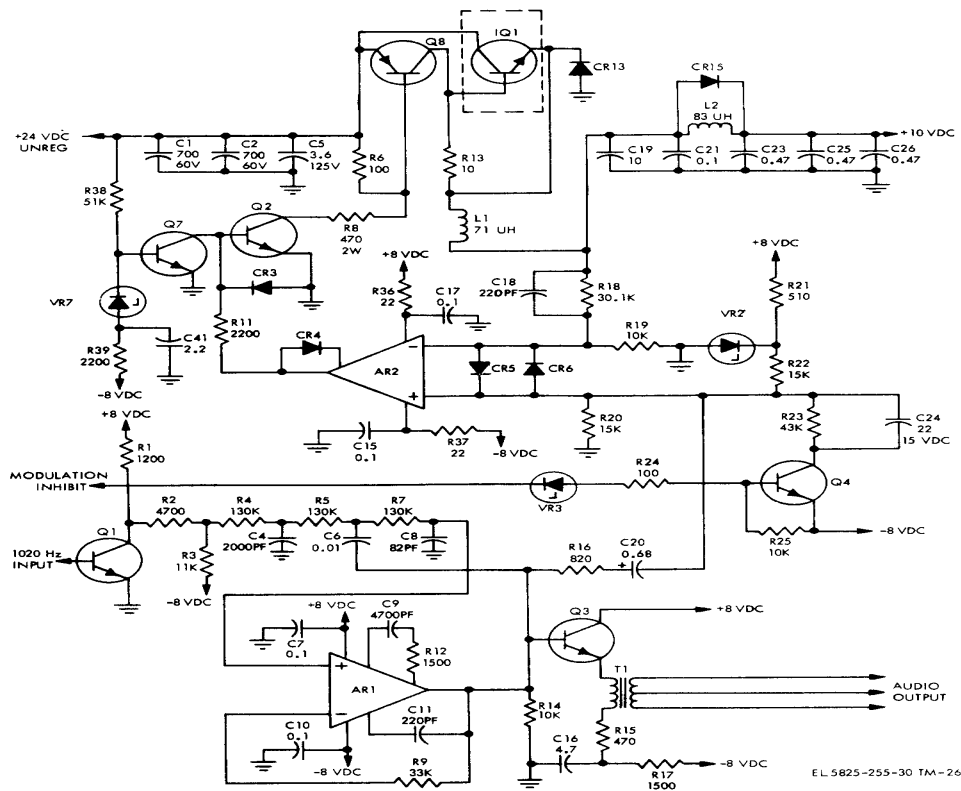 Q8
IQ1
CR13
CR15
L2
83 UH
+24 VDC
UNREG
+10 VDC
C1
700
60V
C2
700
60V
C5
3.6
125V
R6
100
R13
10
C19
10
C21
0.1
C23
0.47
C25
0.47
C26
0.47
R38
51K
Q7
Q2
R8
470
2W
L1
71 UH
+8 VDC
+8 VDC
VR7
CR3
R36
22
C17
0.1
C18
220PF
R18
30.1K
R21
510
R11
2200
CR4
R19
10K
VR2
C41
2.2
R39
2200
AR2
CR5
CR6
R22
15K
-8 VDC
+8 VDC
R20
15K
R23
43K
C24
22
15 VDC
C15
0.1
R37
22
-8 VDC
R1
1200
MODULATION
INHIBIT
VR3
R24
100
Q4
R2
4700
R4
130K
R5
130K
R7
130K
Q1
1020 Hz
INPUT
R3
11K
C4
2000PF
C6
0.01
C8
82PF
R25
10K
-8 VDC
R16
820
C20
0.68
+
-8 VDC
+8 VDC
C9
4700PF
Q3
+8 VDC
C7
0.1
R12
1500
AR1
T1
AUDIO
OUTPUT
C11
220PF
R14
10K
C10
0.1
R15
470
-8 VDC
C16
4.7
R9
33K
R17
1500
-8 VDC
EL5825-255-30 TM-26